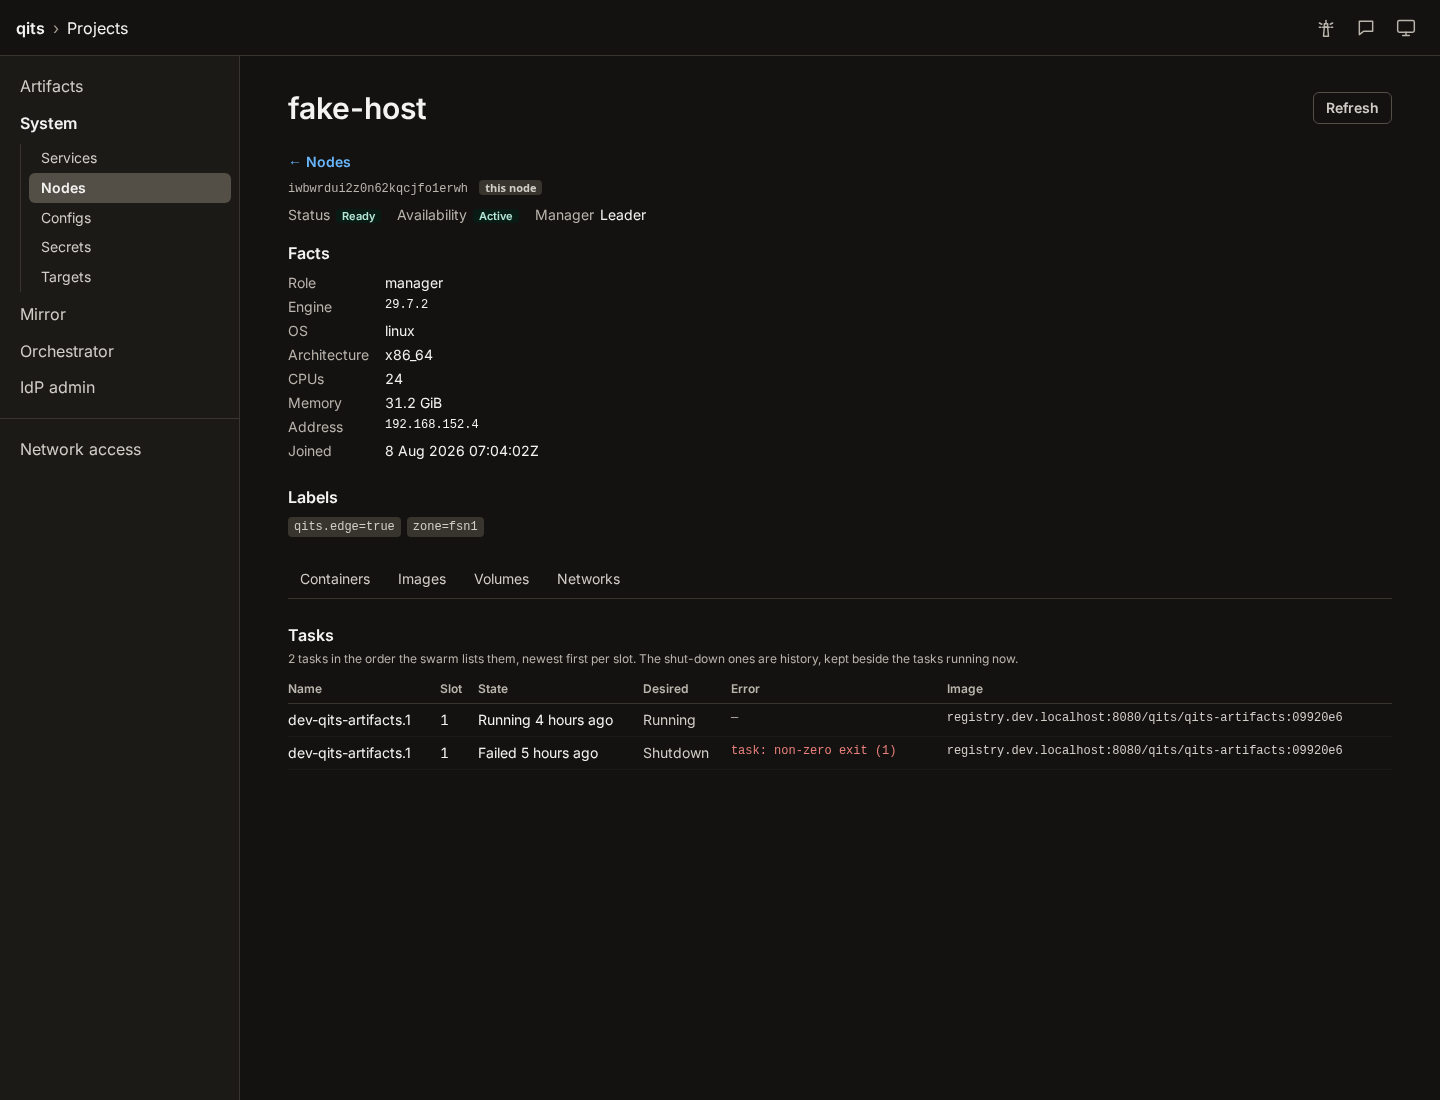 qits › Projects
Artifacts
System
Services
Nodes
Configs
Secrets
Targets
Mirror
Orchestrator
IdP admin
Network access
fake-host
Refresh
← Nodes
iwbwrdui2z0n62kqcjfo1erwh this node
Status Ready Availability Active Manager Leader
Facts
Role manager
Engine 29.7.2
OS linux
Architecture x86_64
CPUs 24
Memory 31.2 GiB
Address 192.168.152.4
Joined 8 Aug 2026 07:04:02Z
Labels
qits.edge=true zone=fsn1
Containers Images Volumes Networks
Tasks
2 tasks in the order the swarm lists them, newest first per slot. The shut-down ones are history, kept beside the tasks running now.
Name Slot State Desired Error Image
dev-qits-artifacts.1 1 Running 4 hours ago Running — registry.dev.localhost:8080/qits/qits-artifacts:09920e6
dev-qits-artifacts.1 1 Failed 5 hours ago Shutdown task: non-zero exit (1) registry.dev.localhost:8080/qits/qits-artifacts:09920e6